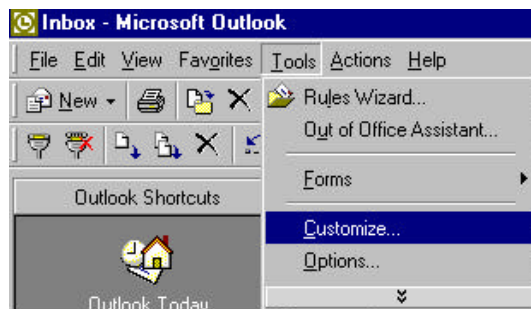 Inbox - Microsoft Outlook
File Edit View Favorites Tools Actions Help
New
Rules Wizard...
Out of Office Assistant...
Forms
Outlook Shortcuts
Customize...
Options...
Outlook Today